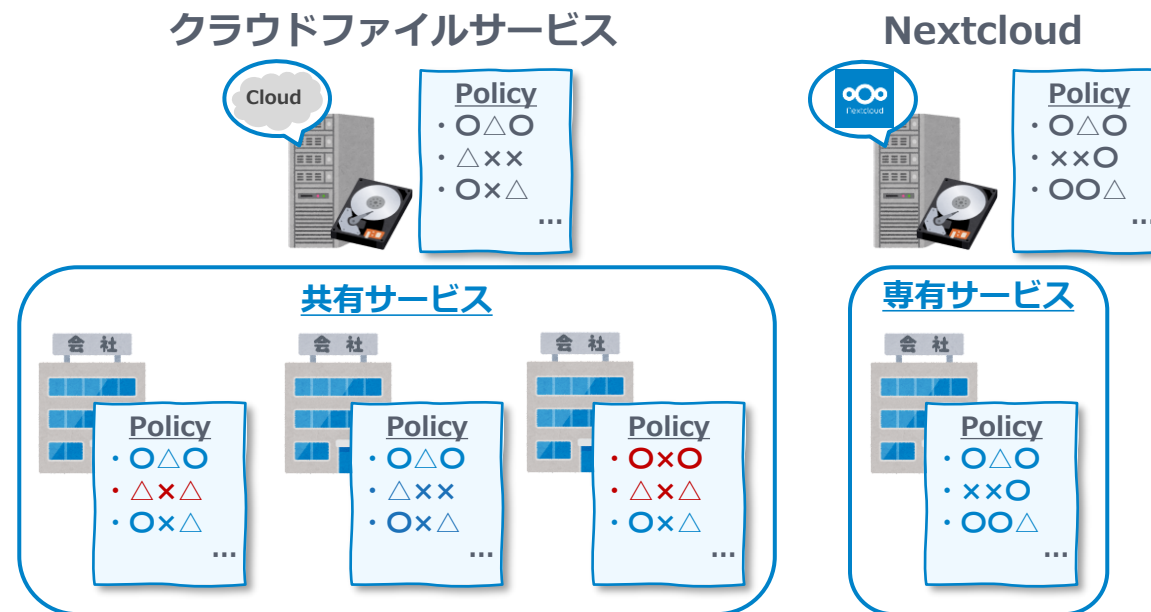 クラウドファイルサービス
Nextcloud
Cloud
Policy
・〇△〇
・△××
・〇×△
...
Nextcloud
Policy
・〇△〇
・××〇
・〇〇△
...
共有サービス
会社
Policy
・〇△〇
・△×△
・〇×△
...
会社
Policy
・〇△〇
・△××
・〇×△
...
会社
Policy
・〇×〇
・△×△
・〇×△
...
専有サービス
会社
Policy
・〇△〇
・××〇
・〇〇△
...